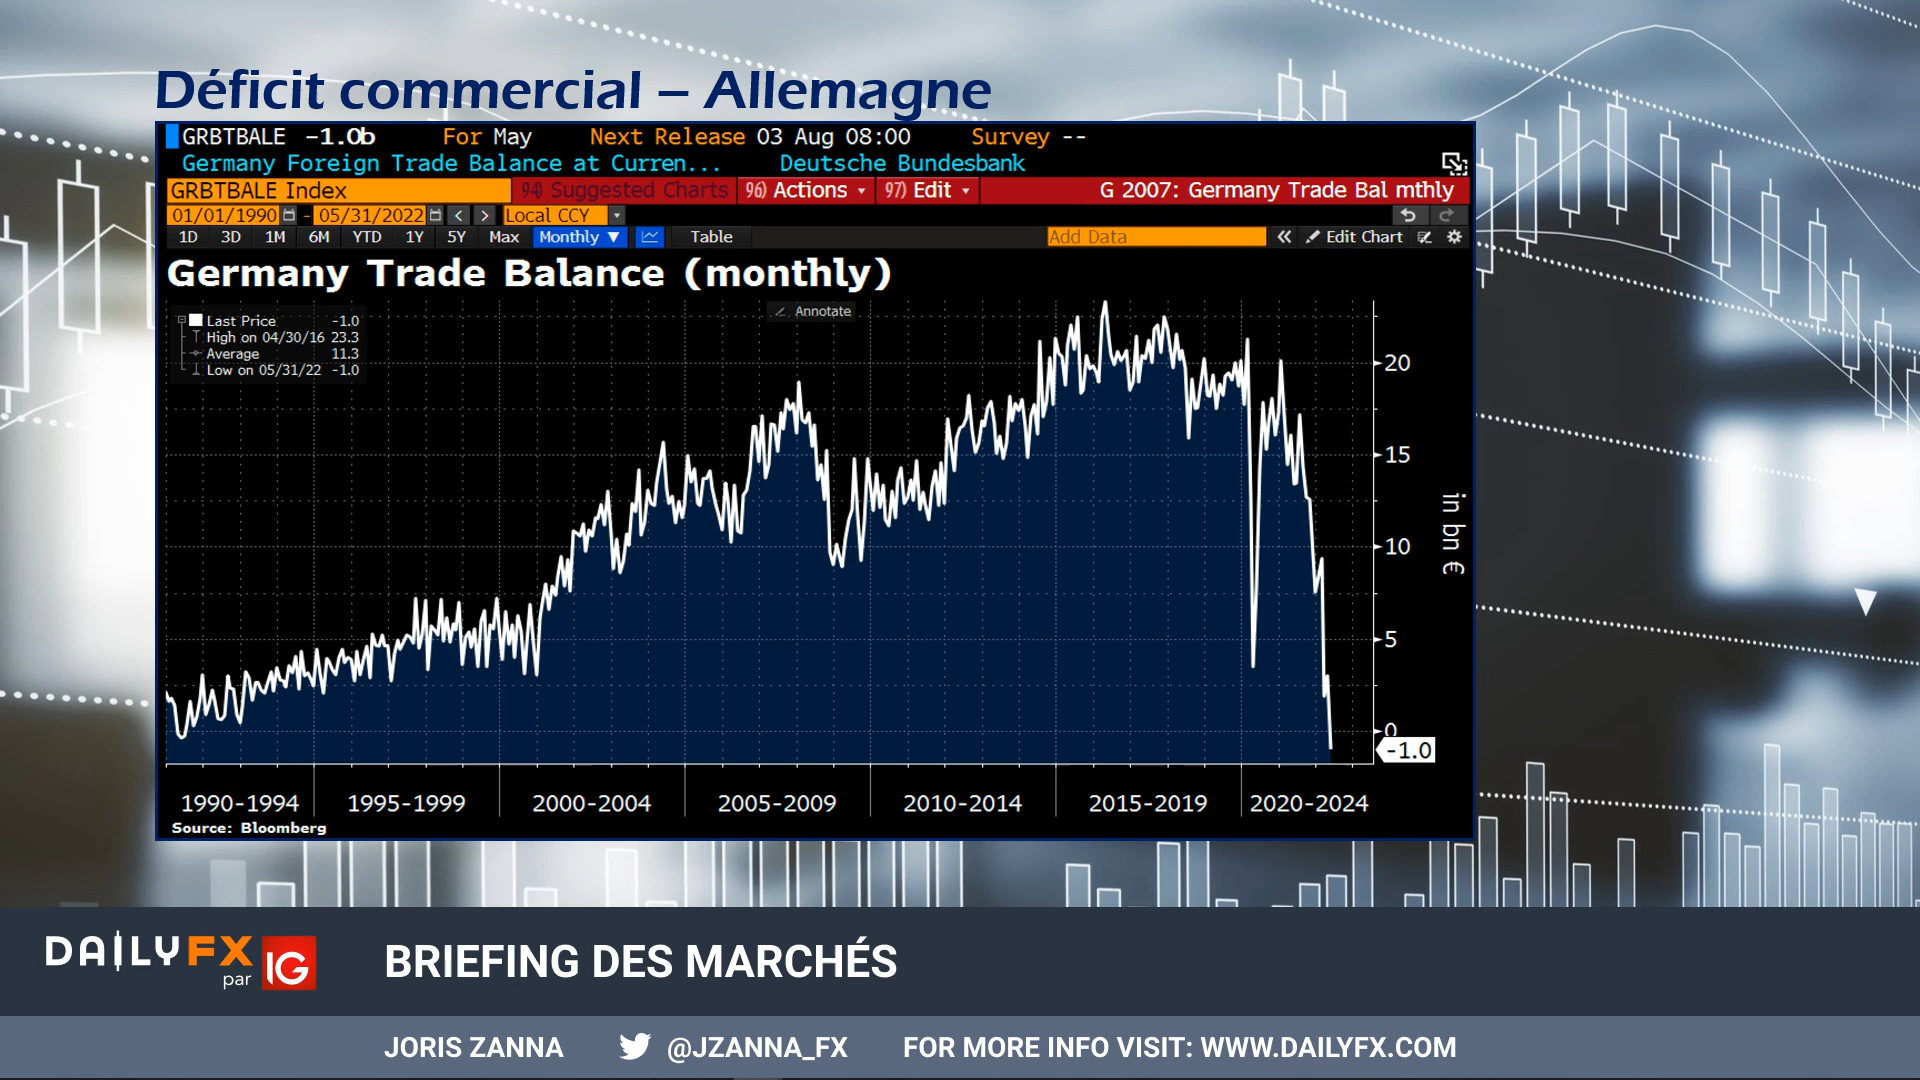 Déficit commercial – Allemagne
GRBTBALE -1.0b For May Next Release 03 Aug 08:00 Survey --
Germany Foreign Trade Balance at Curren... Deutsche Bundesbank
GRBTBALE Index 94) Suggested Charts 96) Actions 97) Edit G 2007: Germany Trade Bal mthly
01/01/1990 - 05/31/2022 < > Local CCY
1D 3D 1M 6M YTD 1Y 5Y Max Monthly ▼ Table Add Data « Edit Chart
Germany Trade Balance (monthly)
Annotate
Last Price -1.0
High on 04/30/16 23.3
Average 11.3
Low on 05/31/22 -1.0
20
15
10
5
0
-1.0
in bn €
1990-1994 1995-1999 2000-2004 2005-2009 2010-2014 2015-2019 2020-2024
Source: Bloomberg
DAILYFX par IG
BRIEFING DES MARCHÉS
JORIS ZANNA @JZANNA_FX FOR MORE INFO VISIT: WWW.DAILYFX.COM